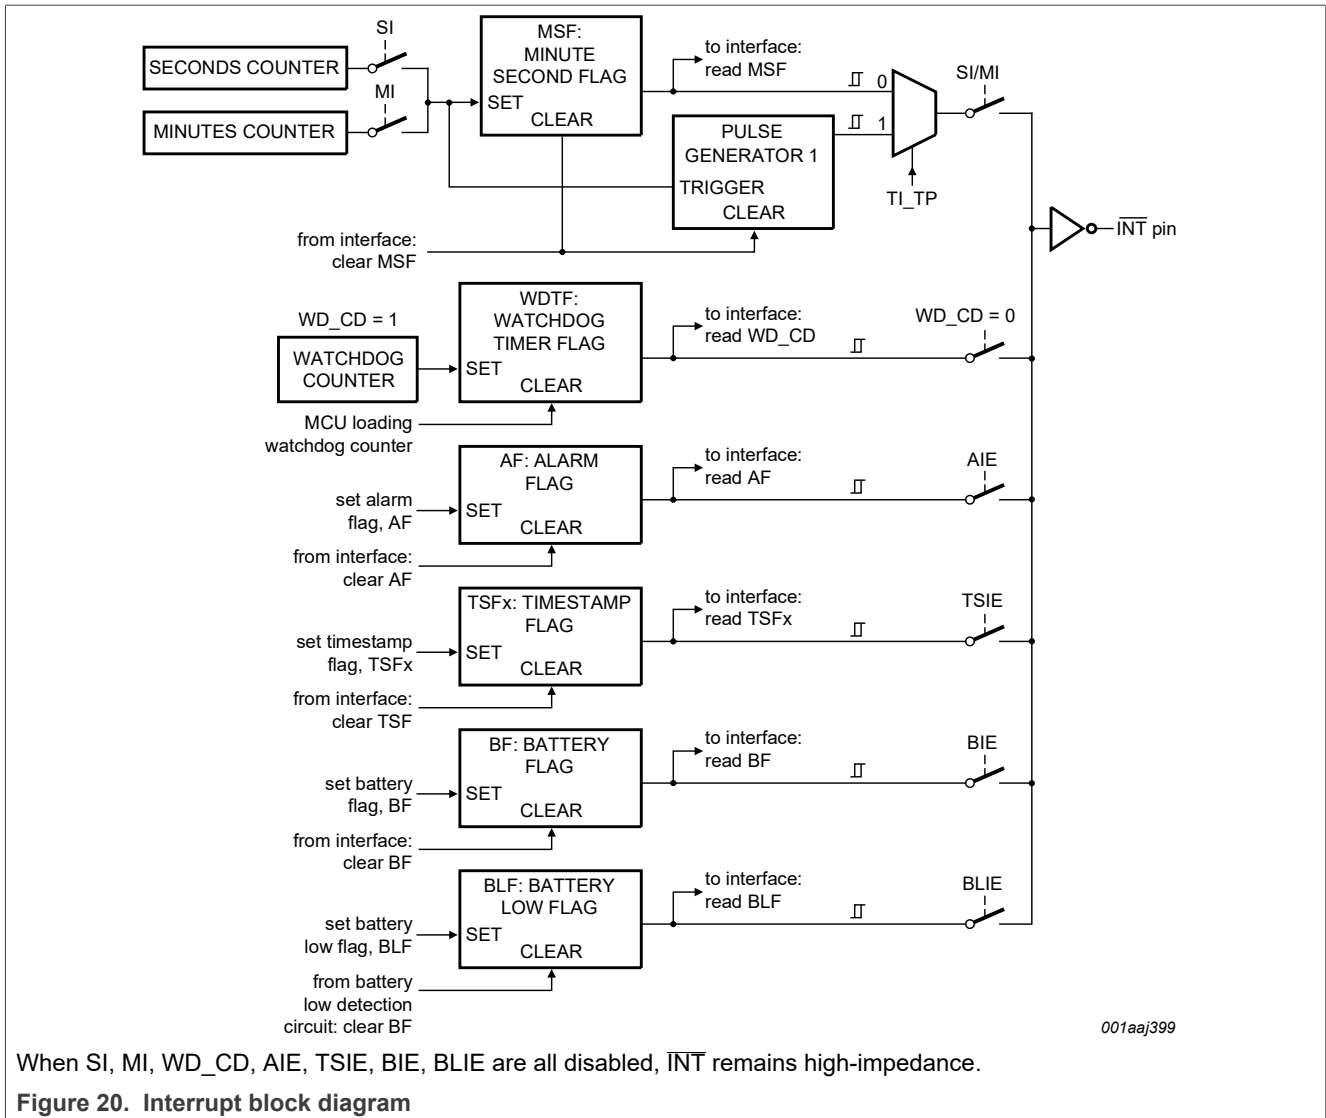 SI
SECONDS COUNTER
MI
MINUTES COUNTER
MSF:
MINUTE
SECOND FLAG
SET
CLEAR
to interface:
read MSF
0
1
SI/MI
PULSE
GENERATOR 1
TRIGGER
CLEAR
TI_TP
INT pin
from interface:
clear MSF
WD_CD = 1
WATCHDOG
COUNTER
WDTF:
WATCHDOG
TIMER FLAG
SET
CLEAR
to interface:
read WD_CD
WD_CD = 0
MCU loading
watchdog counter
AF: ALARM
FLAG
SET
CLEAR
to interface:
read AF
AIE
set alarm
flag, AF
from interface:
clear AF
TSFx: TIMESTAMP
FLAG
SET
CLEAR
to interface:
read TSFx
TSIE
set timestamp
flag, TSFx
from interface:
clear TSF
BF: BATTERY
FLAG
SET
CLEAR
to interface:
read BF
BIE
set battery
flag, BF
from interface:
clear BF
BLF: BATTERY
LOW FLAG
SET
CLEAR
to interface:
read BLF
BLIE
set battery
low flag, BLF
from battery
low detection
circuit: clear BF
001aaj399
When SI, MI, WD_CD, AIE, TSIE, BIE, BLIE are all disabled, INT remains high-impedance.
Figure 20. Interrupt block diagram